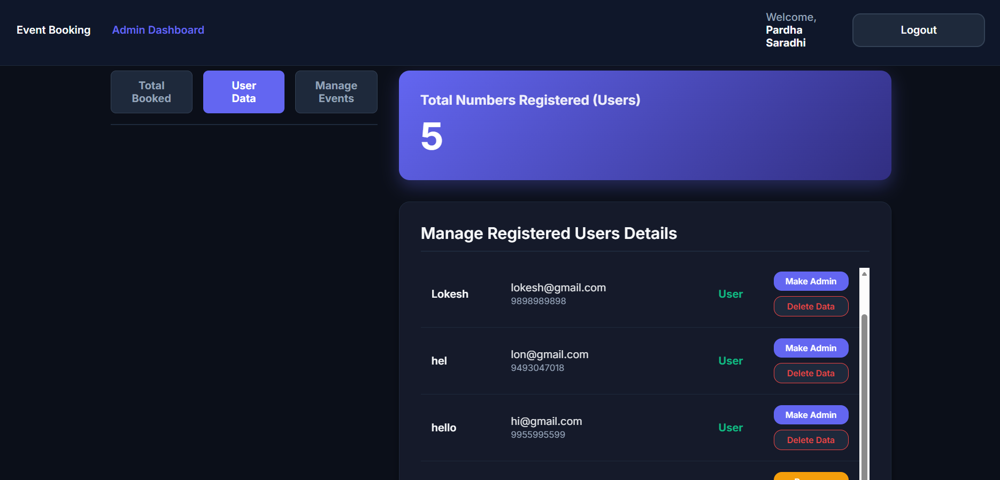 Event Booking
Admin Dashboard
Welcome,
Pardha
Saradhi
Logout
Total
Booked
User
Data
Manage
Events
Total Numbers Registered (Users)
5
Manage Registered Users Details
Lokesh
lokesh@gmail.com
9898989898
User
Make Admin
Delete Data
hel
lon@gmail.com
9493047018
User
Make Admin
Delete Data
hello
hi@gmail.com
9955995599
User
Make Admin
Delete Data